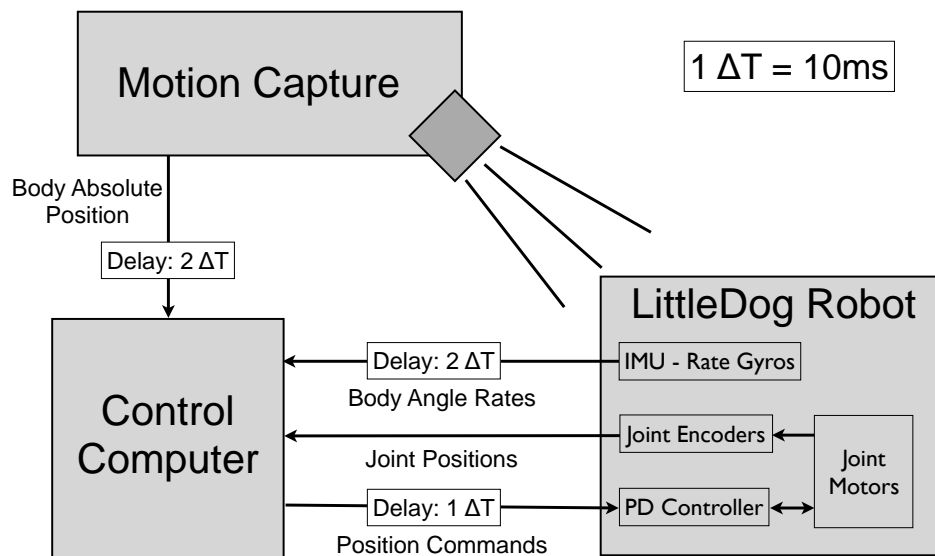 Motion Capture
1 ΔT = 10ms
Body Absolute
Position
Delay: 2 ΔT
LittleDog Robot
Delay: 2 ΔT
IMU - Rate Gyros
Body Angle Rates
Control
Computer
Joint Encoders
Joint Positions
Joint
Motors
Delay: 1 ΔT
PD Controller
Position Commands